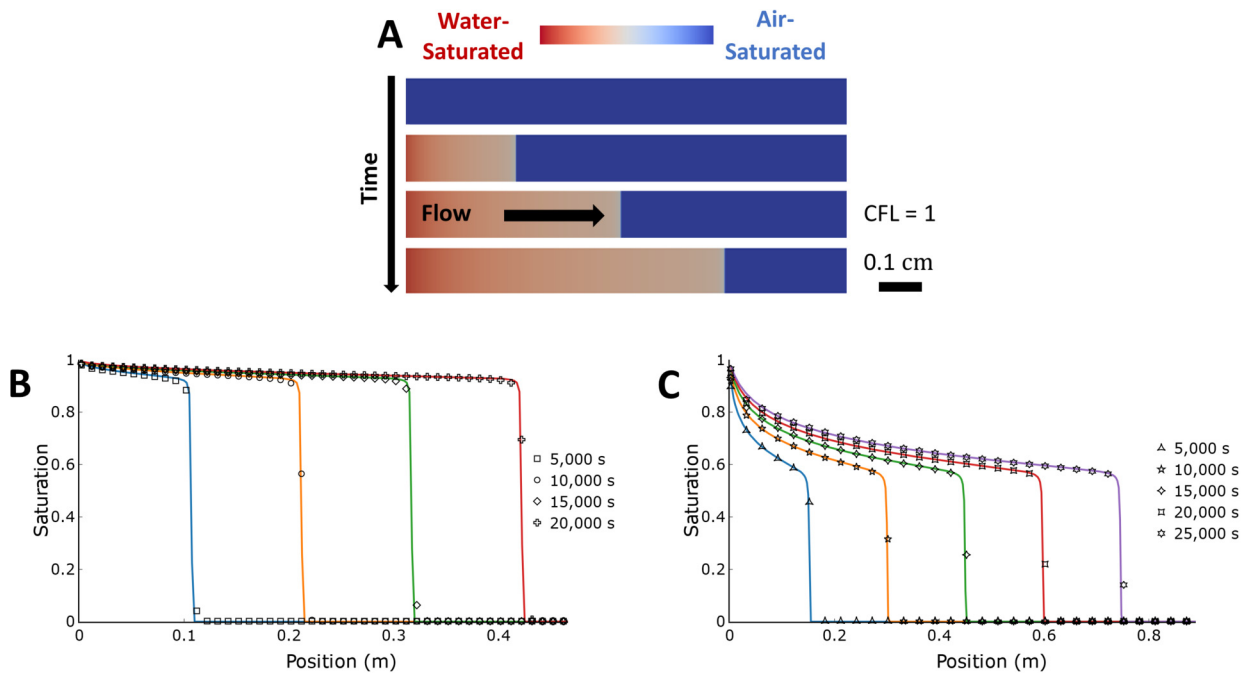 A
Water-
Saturated
Air-
Saturated
Time
Flow
CFL = 1
0.1 cm
B
Saturation
1
0.8
0.6
0.4
0.2
0
0
0.1
0.2
0.3
0.4
Position (m)
5,000 s
10,000 s
15,000 s
20,000 s
C
Saturation
1
0.8
0.6
0.4
0.2
0
0
0.2
0.4
0.6
0.8
Position (m)
5,000 s
10,000 s
15,000 s
20,000 s
25,000 s